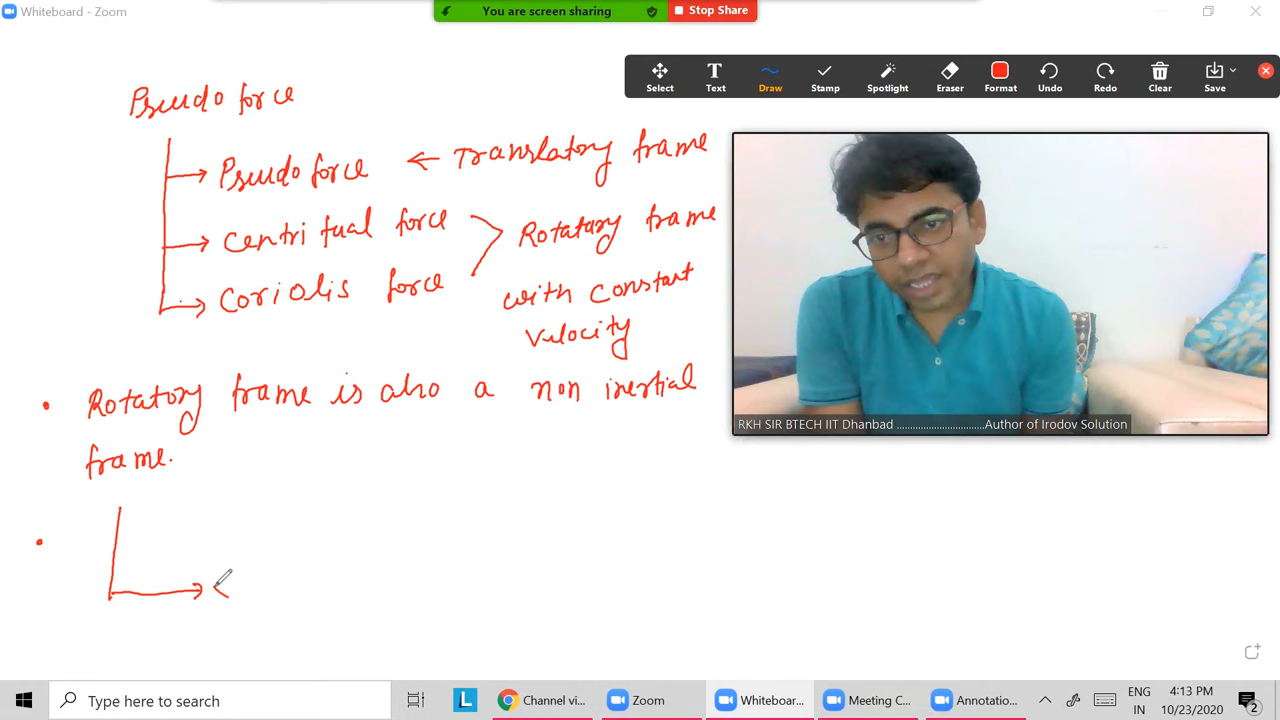 Whiteboard - Zoom
You are screen sharing
Stop Share
Select Text Draw Stamp Spotlight Eraser Format Undo Redo Clear Save
Pseudo force
Pseudo force ← Translatory frame
Centrifual force
Coriolis force
Rotatary frame
with constant
velocity
• Rotatory frame is also a non inertial
frame.
•
RKH SIR BTECH IIT Dhanbad ................................Author of Irodov Solution
Type here to search
L
Channel vi...
Zoom
Whiteboar...
Meeting C...
Annotatio...
ENG
IN
4:13 PM
10/23/2020
2